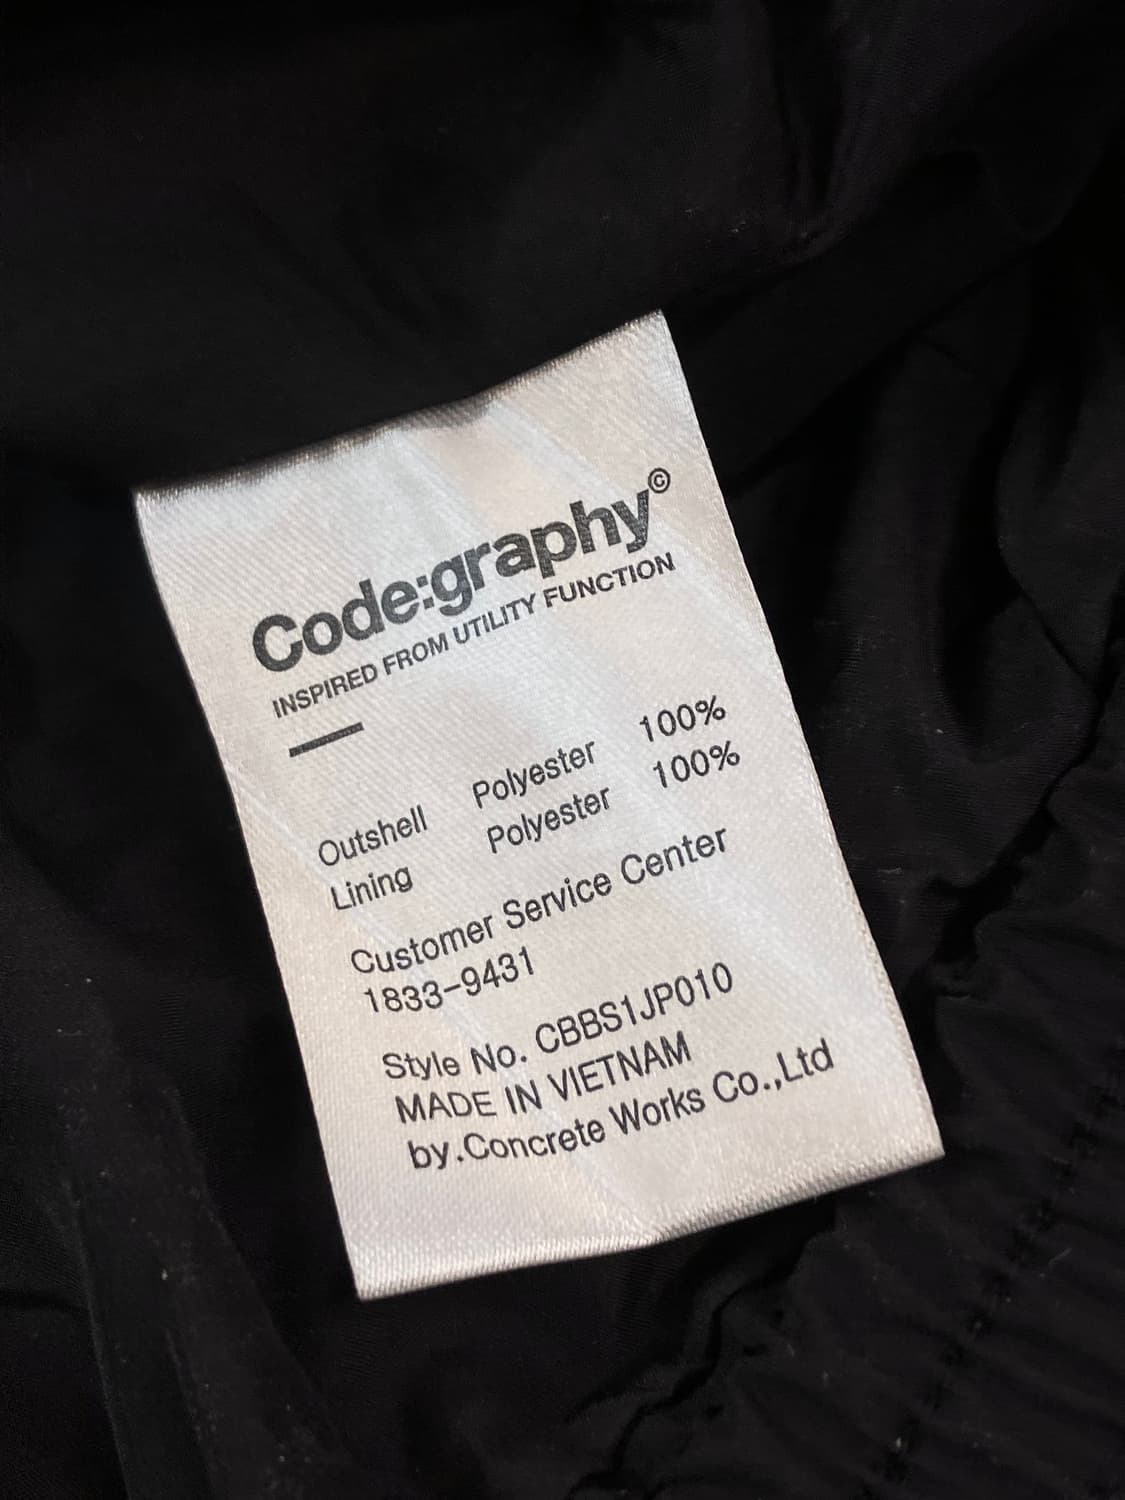 Code:graphy©
INSPIRED FROM UTILITY FUNCTION
Outshell Polyester 100%
Lining Polyester 100%
Customer Service Center
1833-9431
Style No. CBBS1JP010
MADE IN VIETNAM
by.Concrete Works Co.,Ltd